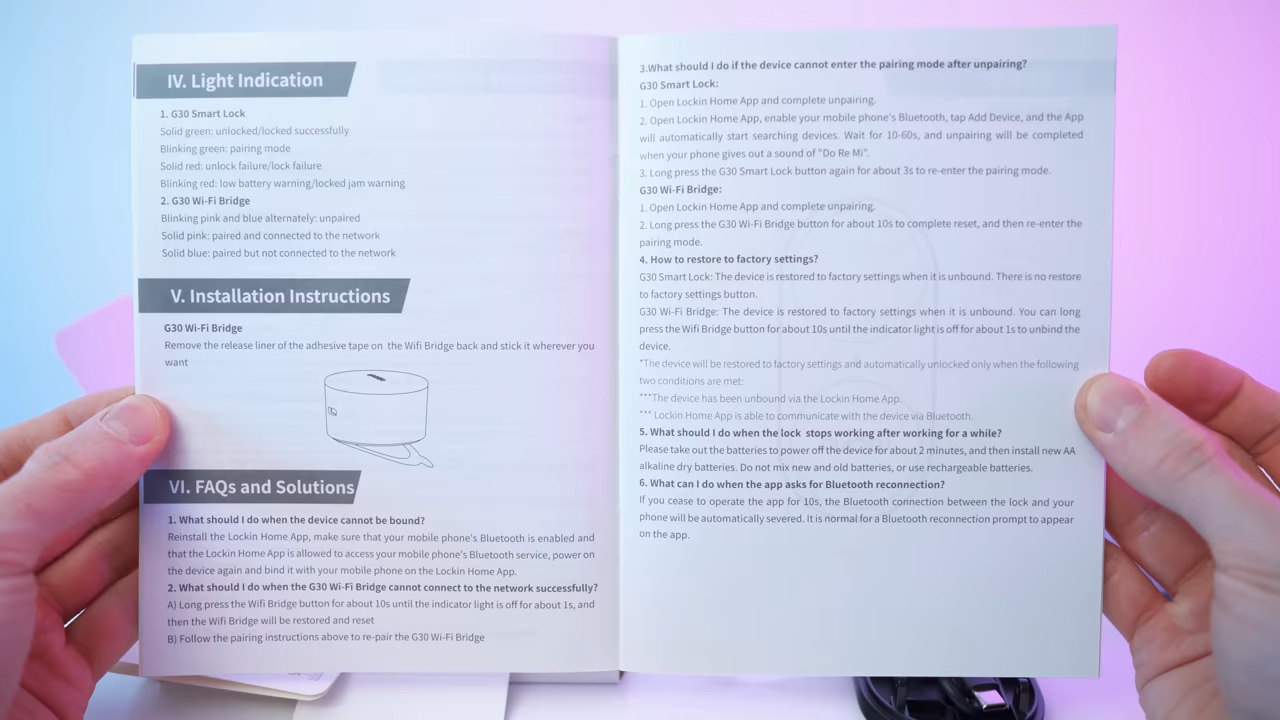 IV. Light Indication
1. G30 Smart Lock
Solid green: unlocked/locked successfully
Blinking green: pairing mode
Solid red: unlock failure/lock failure
Blinking red: low battery warning/locked jam warning
2. G30 Wi-Fi Bridge
Blinking pink and blue alternately: unpaired
Solid pink: paired and connected to the network
Solid blue: paired but not connected to the network
V. Installation Instructions
G30 Wi-Fi Bridge
Remove the release liner of the adhesive tape on the Wifi Bridge back and stick it wherever you
want
VI. FAQs and Solutions
1. What should I do when the device cannot be bound?
Reinstall the Lockin Home App, make sure that your mobile phone's Bluetooth is enabled and
that the Lockin Home App is allowed to access your mobile phone's Bluetooth service, power on
the device again and bind it with your mobile phone on the Lockin Home App.
2. What should I do when the G30 Wi-Fi Bridge cannot connect to the network successfully?
A) Long press the Wifi Bridge button for about 10s until the indicator light is off for about 1s, and
then the Wifi Bridge will be restored and reset
B) Follow the pairing instructions above to re-pair the G30 Wi-Fi Bridge
3.What should I do if the device cannot enter the pairing mode after unpairing?
G30 Smart Lock:
1. Open Lockin Home App and complete unpairing.
2. Open Lockin Home App, enable your mobile phone's Bluetooth, tap Add Device, and the App
will automatically start searching devices. Wait for 10-60s, and unpairing will be completed
when your phone gives out a sound of "Do Re Mi".
3. Long press the G30 Smart Lock button again for about 3s to re-enter the pairing mode.
G30 Wi-Fi Bridge:
1. Open Lockin Home App and complete unpairing.
2. Long press the G30 Wi-Fi Bridge button for about 10s to complete reset, and then re-enter the
pairing mode.
4. How to restore to factory settings?
G30 Smart Lock: The device is restored to factory settings when it is unbound. There is no restore
to factory settings button.
G30 Wi-Fi Bridge: The device is restored to factory settings when it is unbound. You can long
press the Wifi Bridge button for about 10s until the indicator light is off for about 1s to unbind the
device.
*The device will be restored to factory settings and automatically unlocked only when the following
two conditions are met:
***The device has been unbound via the Lockin Home App.
*** Lockin Home App is able to communicate with the device via Bluetooth.
5. What should I do when the lock stops working after working for a while?
Please take out the batteries to power off the device for about 2 minutes, and then install new AA
alkaline dry batteries. Do not mix new and old batteries, or use rechargeable batteries.
6. What can I do when the app asks for Bluetooth reconnection?
If you cease to operate the app for 10s, the Bluetooth connection between the lock and your
phone will be automatically severed. It is normal for a Bluetooth reconnection prompt to appear
on the app.